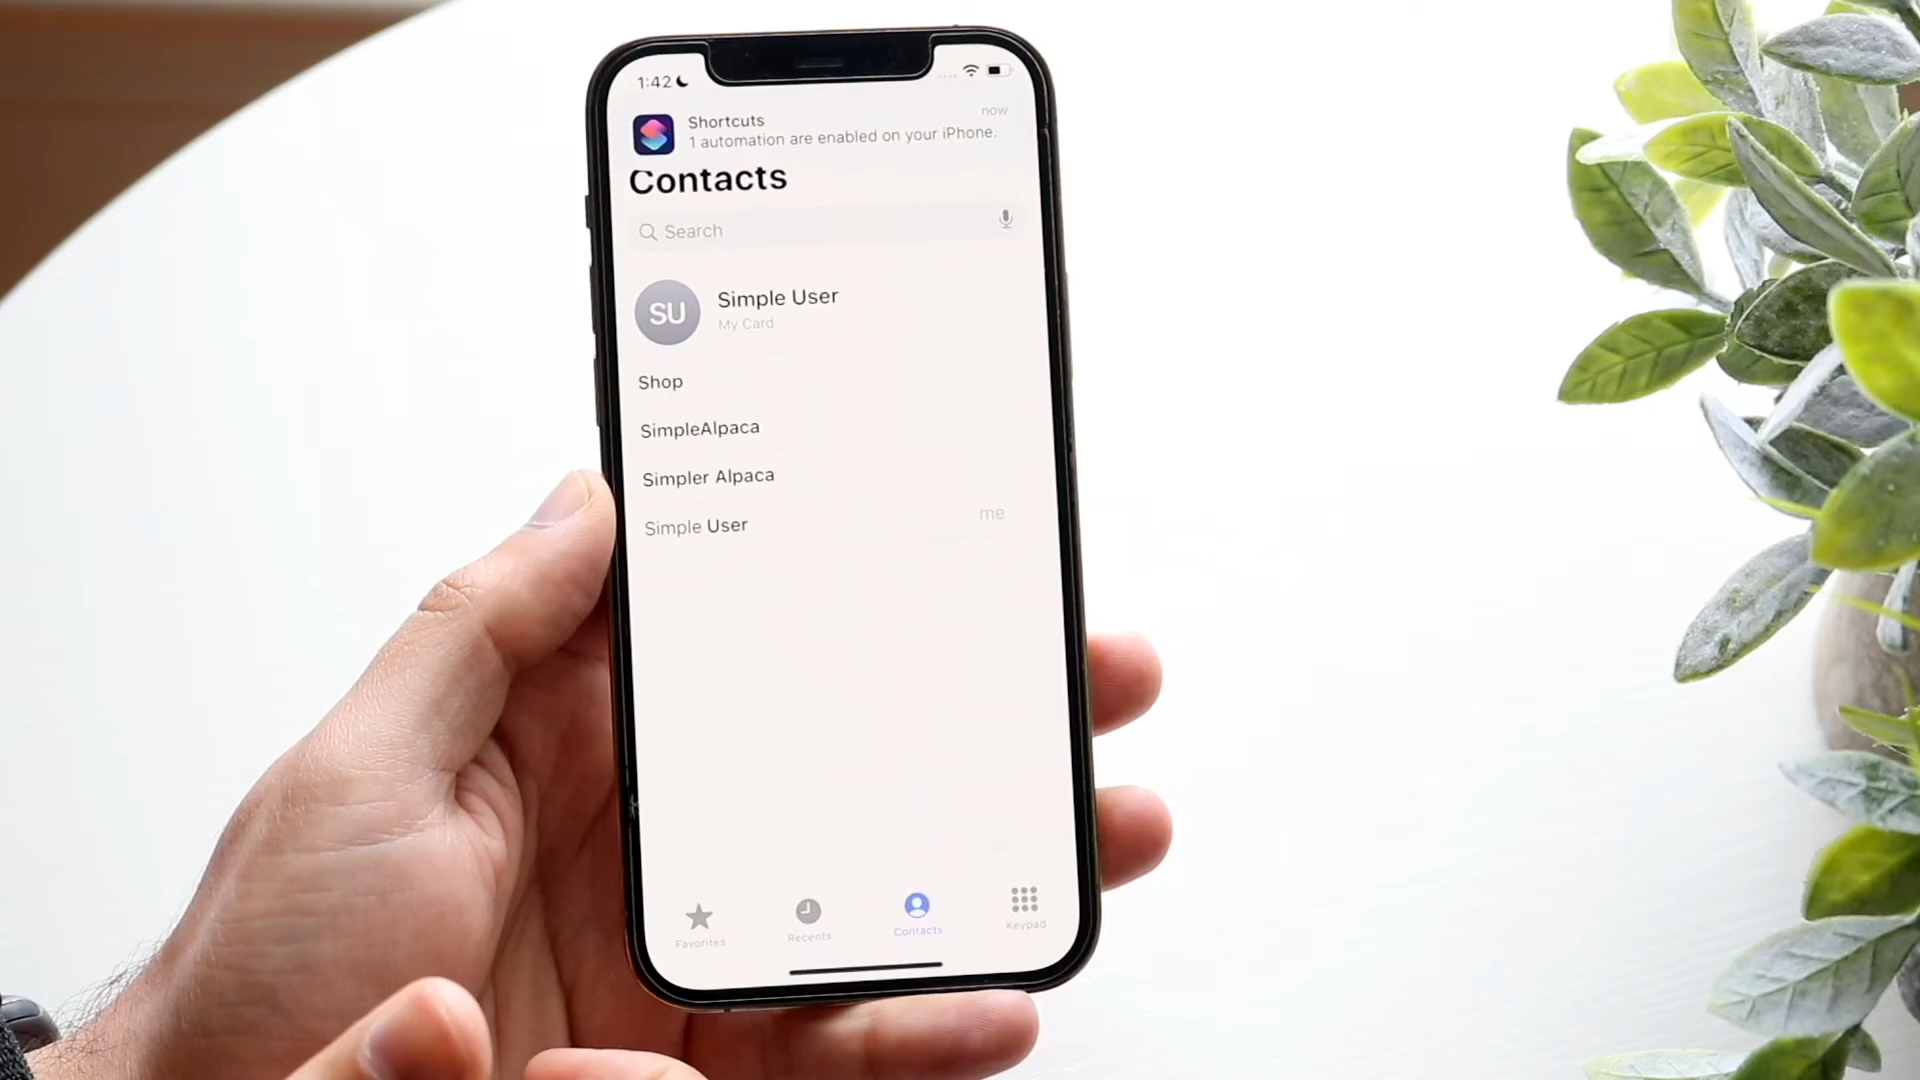 1:42
Shortcuts
now
1 automation are enabled on your iPhone.
Contacts
Search
SU
Simple User
My Card
Shop
SimpleAlpaca
Simpler Alpaca
Simple User
me
Favorites
Recents
Contacts
Keypad